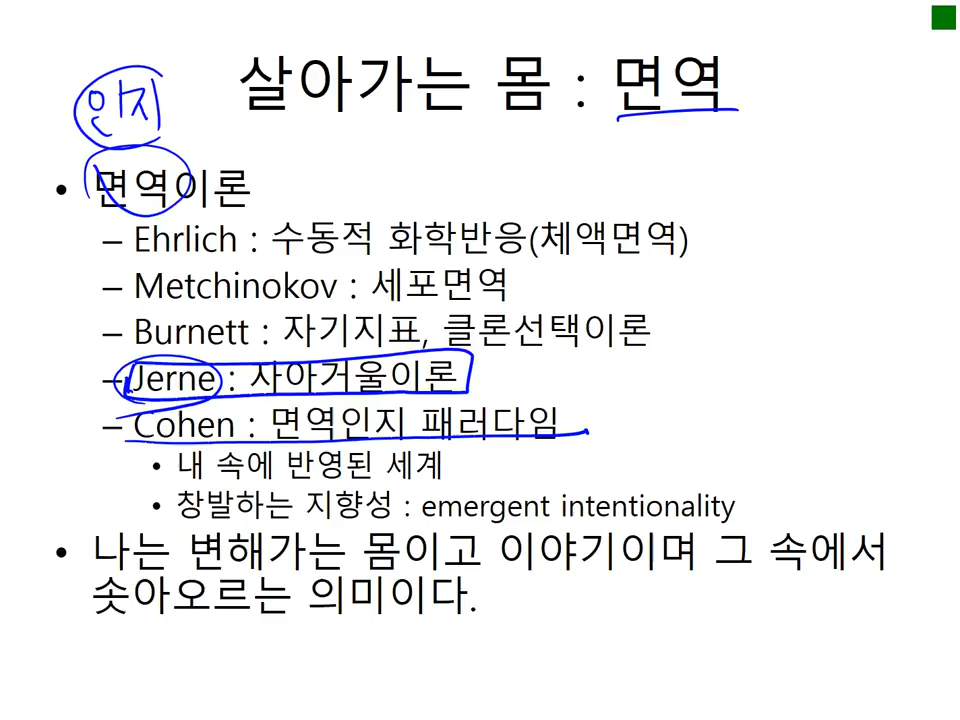 살아가는 몸 : 면역
인지
• 면역이론
– Ehrlich : 수동적 화학반응(체액면역)
– Metchinokov : 세포면역
– Burnett : 자기지표, 클론선택이론
– Jerne : 사아거울이론
– Cohen : 면역인지 패러다임
• 내 속에 반영된 세계
• 창발하는 지향성 : emergent intentionality
• 나는 변해가는 몸이고 이야기이며 그 속에서
솟아오르는 의미이다.